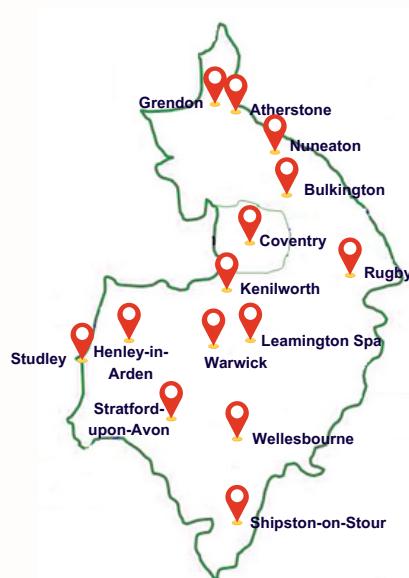 Grendon
Atherstone
Nuneaton
Bulkington
Coventry
Rugby
Kenilworth
Leamington Spa
Studley
Henley-in-
Arden
Warwick
Stratford-
upon-Avon
Wellesbourne
Shipston-on-Stour